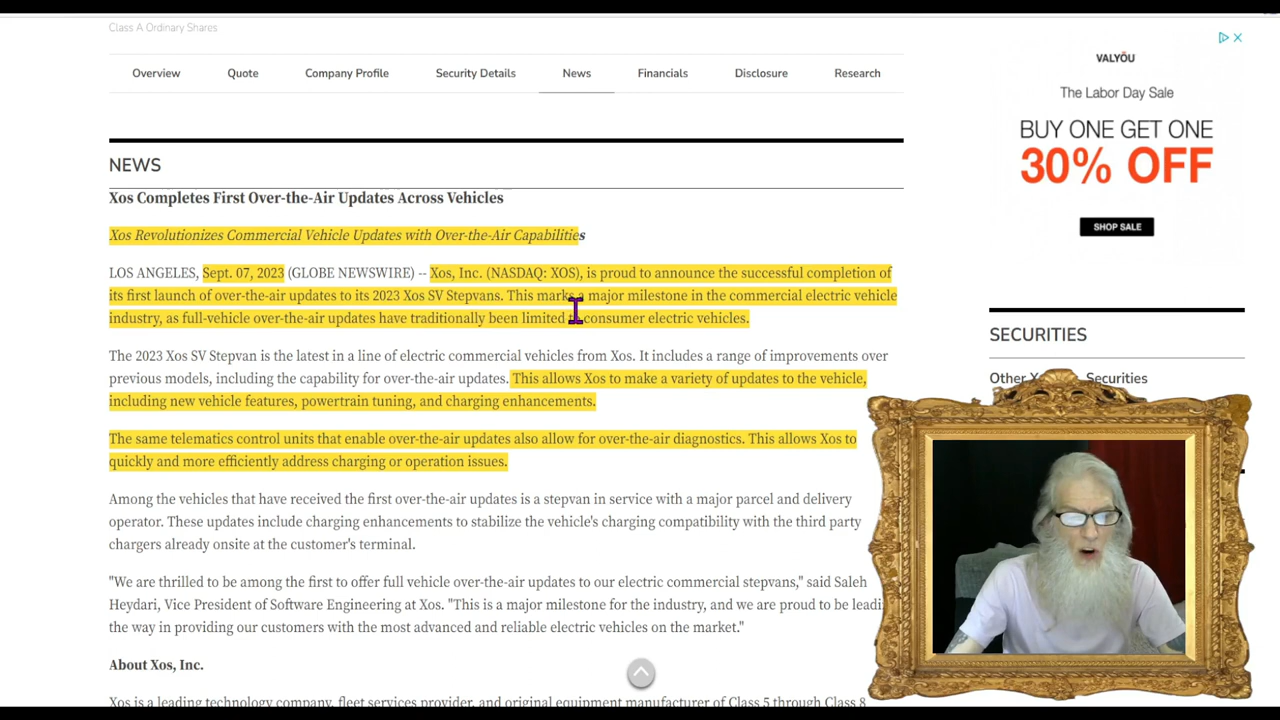 Class A Ordinary Shares
Overview Quote Company Profile Security Details News Financials Disclosure Research
NEWS
Xos Completes First Over-the-Air Updates Across Vehicles
Xos Revolutionizes Commercial Vehicle Updates with Over-the-Air Capabilities
LOS ANGELES, Sept. 07, 2023 (GLOBE NEWSWIRE) -- Xos, Inc. (NASDAQ: XOS), is proud to announce the successful completion of
its first launch of over-the-air updates to its 2023 Xos SV Stepvans. This marks a major milestone in the commercial electric vehicle
industry, as full-vehicle over-the-air updates have traditionally been limited to consumer electric vehicles.
The 2023 Xos SV Stepvan is the latest in a line of electric commercial vehicles from Xos. It includes a range of improvements over
previous models, including the capability for over-the-air updates. This allows Xos to make a variety of updates to the vehicle,
including new vehicle features, powertrain tuning, and charging enhancements.
The same telematics control units that enable over-the-air updates also allow for over-the-air diagnostics. This allows Xos to
quickly and more efficiently address charging or operation issues.
Among the vehicles that have received the first over-the-air updates is a stepvan in service with a major parcel and delivery
operator. These updates include charging enhancements to stabilize the vehicle's charging compatibility with the third party
chargers already onsite at the customer's terminal.
"We are thrilled to be among the first to offer full vehicle over-the-air updates to our electric commercial stepvans," said Saleh
Heydari, Vice President of Software Engineering at Xos. "This is a major milestone for the industry, and we are proud to be leadi
the way in providing our customers with the most advanced and reliable electric vehicles on the market."
About Xos, Inc.
Xos is a leading technology company, fleet services provider, and original equipment manufacturer of Class 5 through Class 8
VALYÖU
The Labor Day Sale
BUY ONE GET ONE
30% OFF
SHOP SALE
SECURITIES
Other Securities